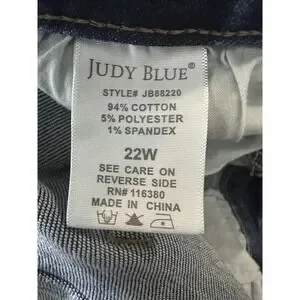 JUDY BLUE®
STYLE# JB88220
94% COTTON
5% POLYESTER
1% SPANDEX
22W
SEE CARE ON
REVERSE SIDE
RN# 116380
MADE IN CHINA